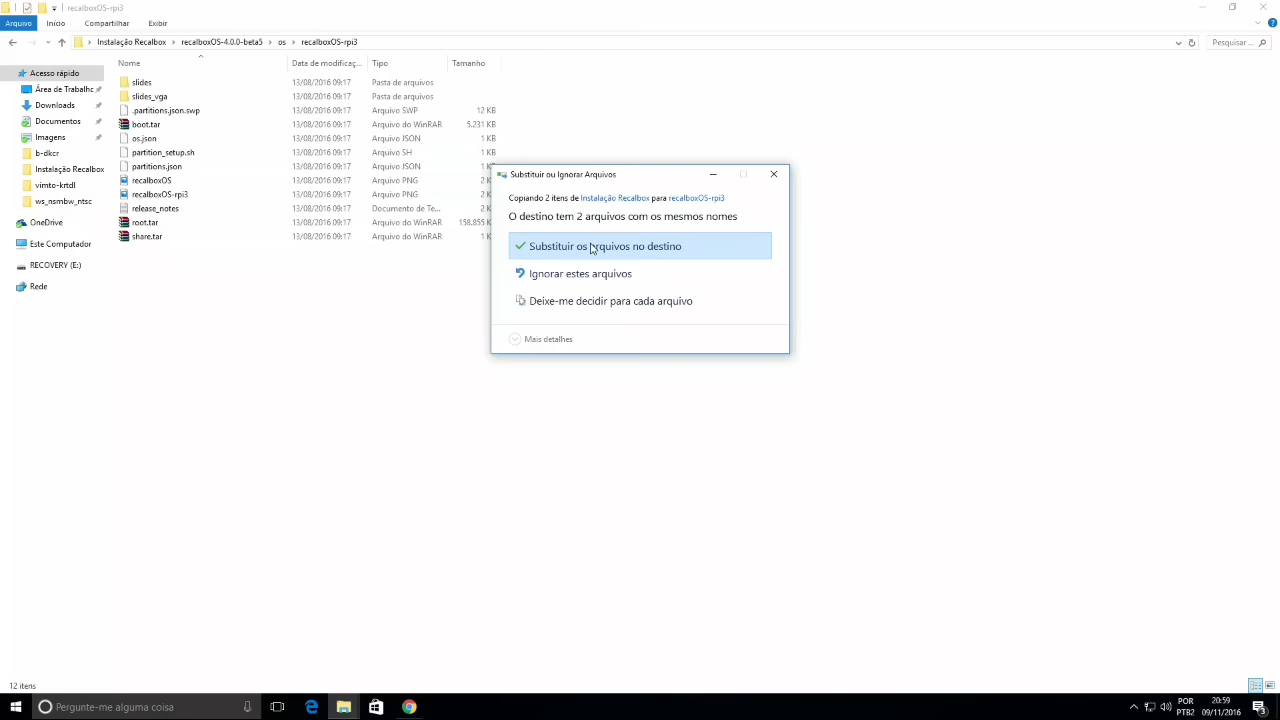 recalboxOS-rpi3
Arquivo Início Compartilhar Exibir
Instalação Recalbox recalboxOS-4.0.0-beta5 os recalboxOS-rpi3
Pesquisar ...
Nome Data de modificaç... Tipo Tamanho
Acesso rápido
Área de Trabalhc
Downloads
Documentos
Imagens
b-dkcr
Instalação Recalbox
vimto-krtdl
ws_nsmbw_ntsc
OneDrive
Este Computador
RECOVERY (E:)
Rede
slides 13/08/2016 09:17 Pasta de arquivos
slides_vga 13/08/2016 09:17 Pasta de arquivos
.partitions.json.swp 13/08/2016 09:17 Arquivo SWP 12 KB
boot.tar 13/08/2016 09:17 Arquivo do WinRAR 5.231 KB
os.json 13/08/2016 09:17 Arquivo JSON 1 KB
partition_setup.sh 13/08/2016 09:17 Arquivo SH 1 KB
partitions.json 13/08/2016 09:17 Arquivo JSON 1 K
recalboxOS 13/08/2016 09:17 Arquivo PNG 2 K
recalboxOS-rpi3 13/08/2016 09:17 Arquivo PNG 2 K
release_notes 13/08/2016 09:17 Documento de Te... 2 K
root.tar 13/08/2016 09:17 Arquivo do WinRAR 158.855 K
share.tar 13/08/2016 09:17 Arquivo do WinRAR 1 K
Substituir ou Ignorar Arquivos
Copiando 2 itens de Instalação Recalbox para recalboxOS-rpi3
O destino tem 2 arquivos com os mesmos nomes
Substituir os arquivos no destino
Ignorar estes arquivos
Deixe-me decidir para cada arquivo
Mais detalhes
12 itens
Pergunte-me alguma coisa
POR
PTB2
20:59
09/11/2016
3